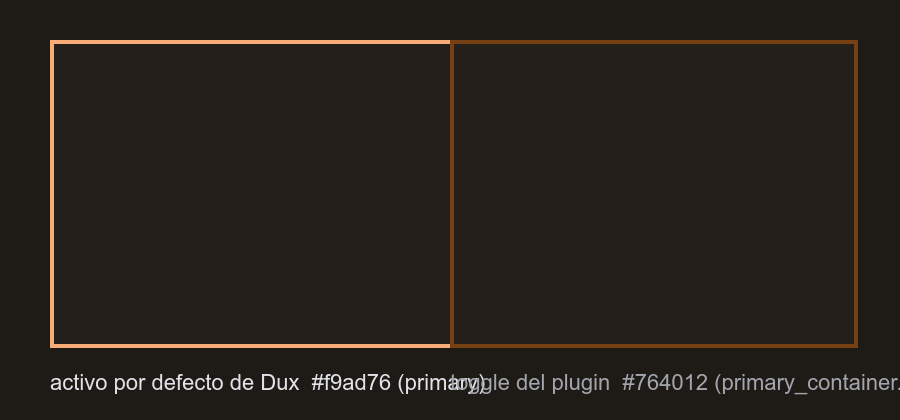 activo por defecto de Dux  #f9ad76 (primary)
toggle del plugin  #764012 (primary_container.